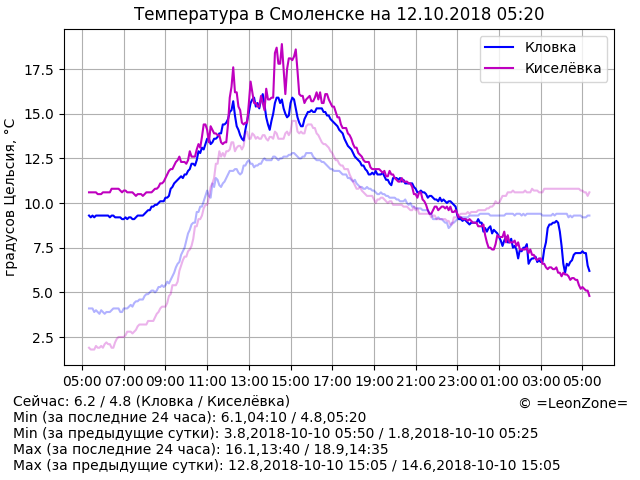 Температура в Смоленске на 12.10.2018 05:20
градусов Цельсия, °C
17.5
15.0
12.5
10.0
7.5
5.0
2.5
Кловка
Киселёвка
05:00 07:00 09:00 11:00 13:00 15:00 17:00 19:00 21:00 23:00 01:00 03:00 05:00
Сейчас: 6.2 / 4.8 (Кловка / Киселёвка)
© =LeonZone=
Min (за последние 24 часа): 6.1,04:10 / 4.8,05:20
Min (за предыдущие сутки): 3.8,2018-10-10 05:50 / 1.8,2018-10-10 05:25
Max (за последние 24 часа): 16.1,13:40 / 18.9,14:35
Max (за предыдущие сутки): 12.8,2018-10-10 15:05 / 14.6,2018-10-10 15:05